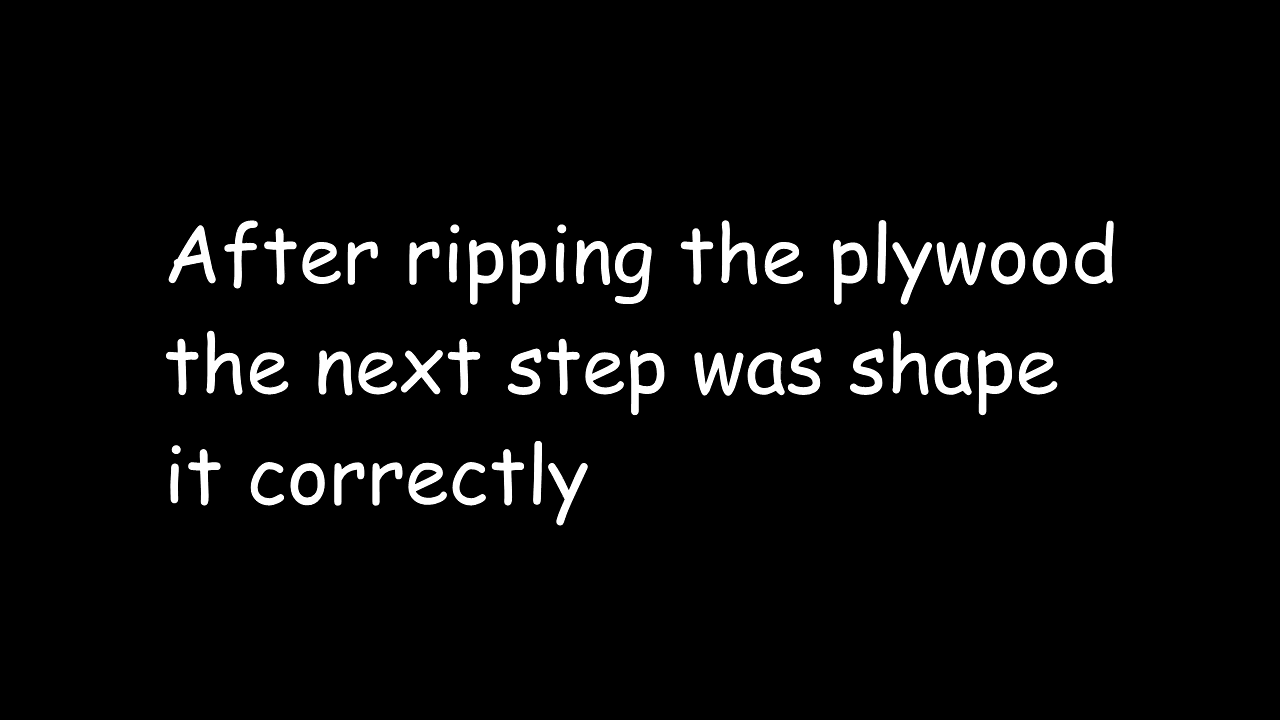 After ripping the plywood
the next step was shape
it correctly